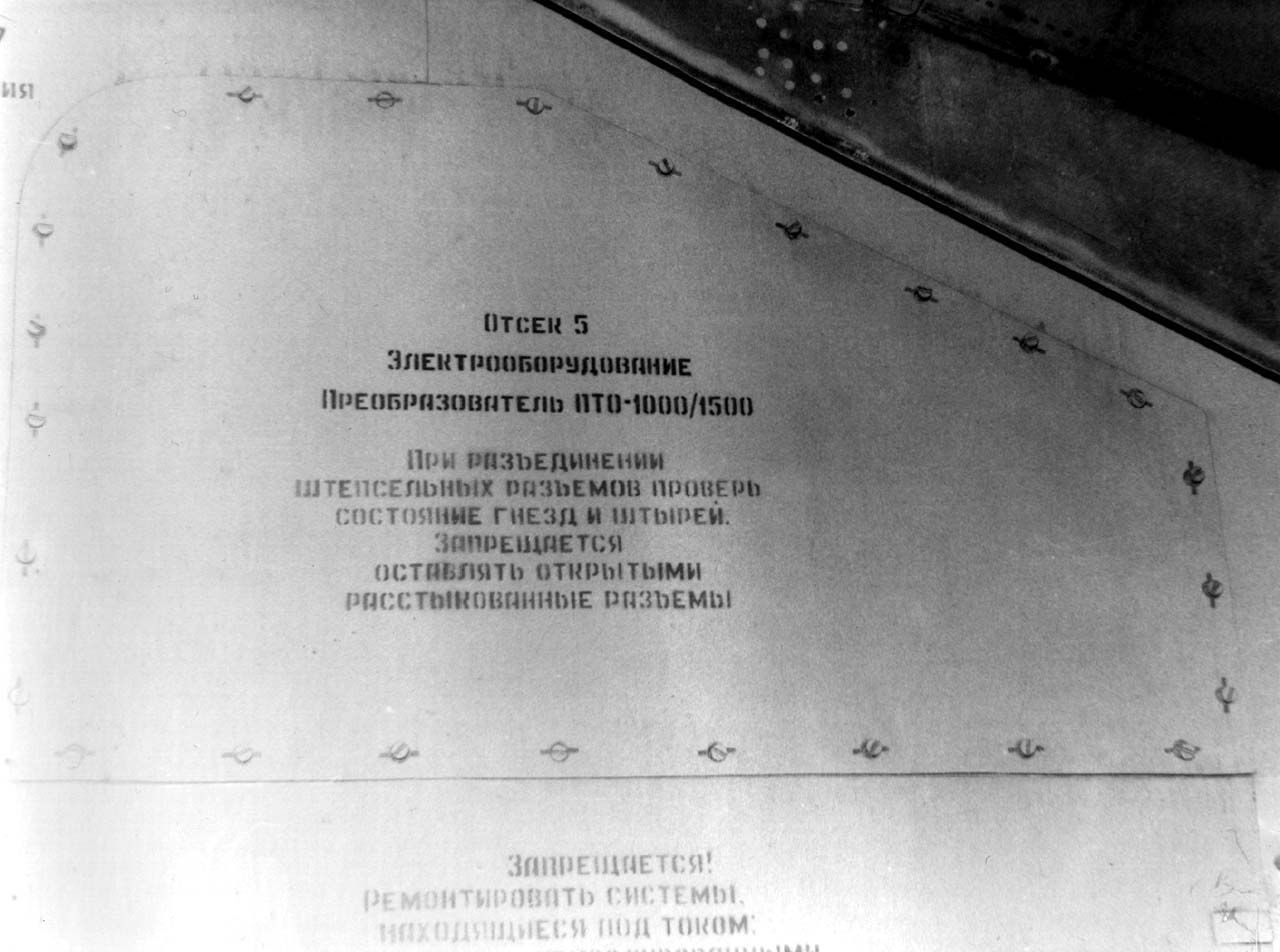 ИЯ
Отсек 5
Электрооборудование
Преобразователь ПТО-1000/1500
При разъединении
штепсельных разъемов проверь
состояние гнезд и штырей.
Запрещается
оставлять открытыми
расстыкованные разъемы
Запрещается!
Ремонтировать системы,
находящиеся под током;